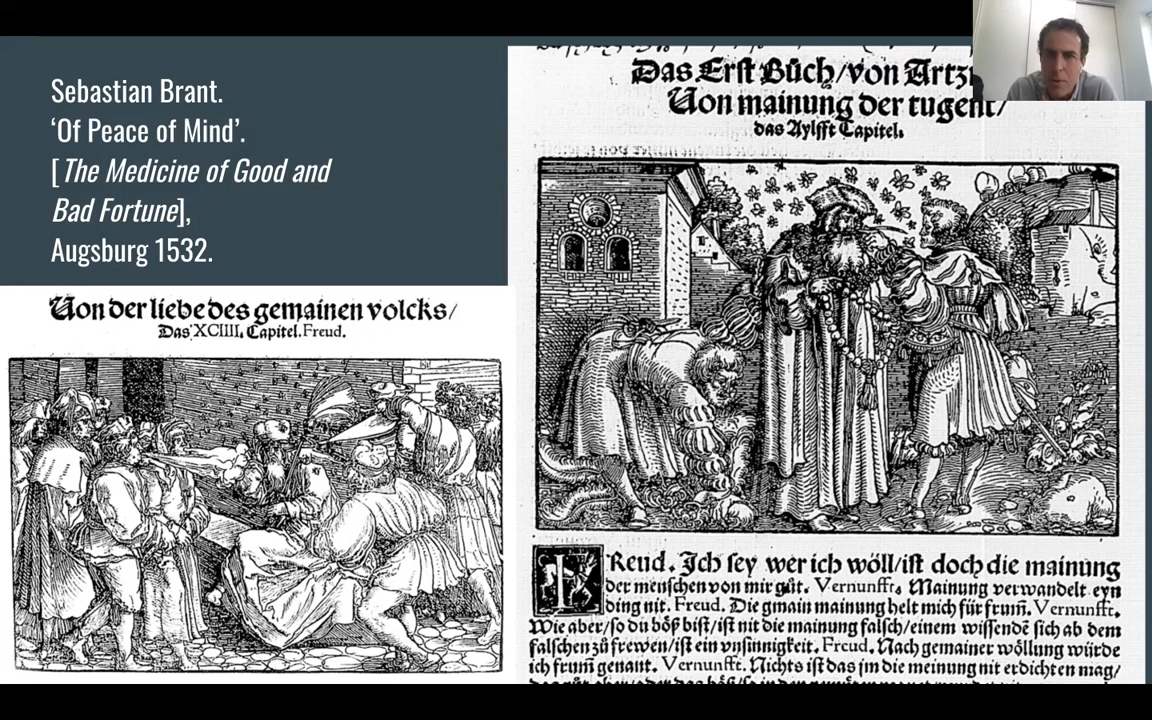 Sebastian Brant.
‘Of Peace of Mind’.
[The Medicine of Good and
Bad Fortune],
Augsburg 1532.
Von der liebe des gemainen volcks/
Das XCIIII. Capitel. Freud.
Das Erst Bůch/von
Von mainung der tugent/
das Aylfft Capitel.
FReud. Ich sey wer ich wöll/ist doch die mainung
der menschen von mir gůt. Vernunfft. Mainung verwandelt eyn
ding nit. Freud. Die gmain mainung helt mich für frum̄. Vernunfft.
Wie aber/so du böß bist/ist nit die mainung falsch/einem wissendē sich ab dem
falschen zů frewen/ist ein vnsinnigkeit. Freud. Nach gemainer wöllung würde
ich frum̄ genant. Vernunfft. Nichts ist das jm die meinung nit erdichten mag/